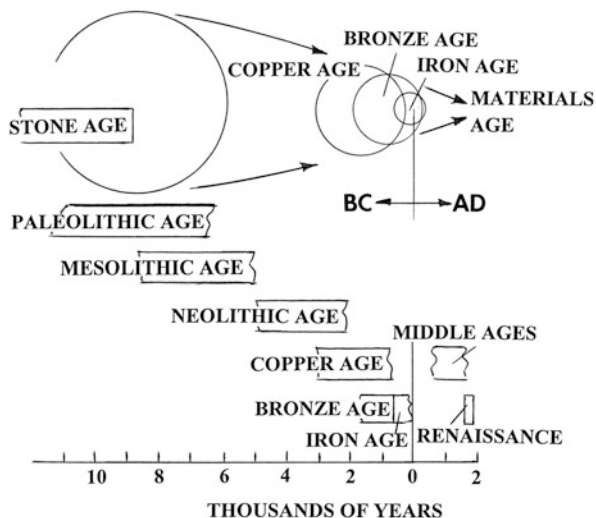 BRONZE AGE
COPPER AGE
IRON AGE
MATERIALS
AGE
STONE AGE
BC
AD
PALEOLITHIC AGE
MESOLITHIC AGE
NEOLITHIC AGE
MIDDLE AGES
COPPER AGE
BRONZE AGE
IRON AGE
RENAISSANCE
10 8 6 4 2 0 2
THOUSANDS OF YEARS